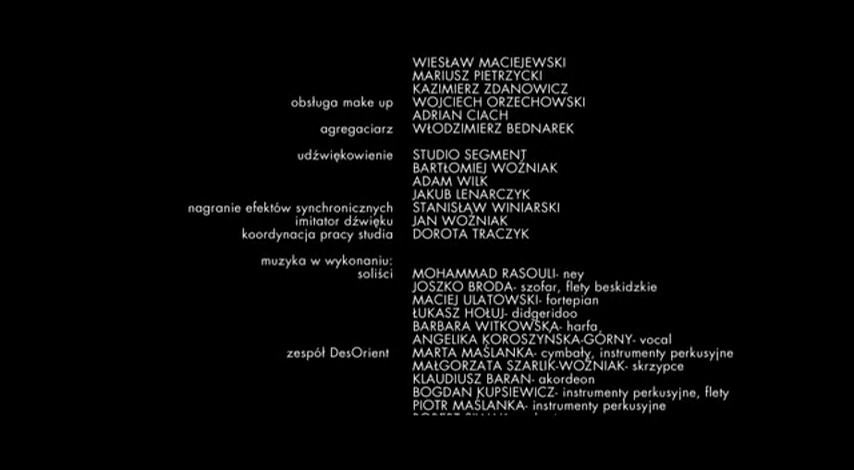 WIESŁAW MACIEJEWSKI
MARIUSZ PIETRZYCKI
KAZIMIERZ ZDANOWICZ
obsługa make up WOJCIECH ORZECHOWSKI
ADRIAN CIACH
agregaciarz WŁODZIMIERZ BEDNAREK
udźwiękowienie STUDIO SEGMENT
BARTŁOMIEJ WOŹNIAK
ADAM WILK
JAKUB LENARCZYK
nagranie efektów synchronicznych STANISŁAW WINIARSKI
imitator dźwięku JAN WOŹNIAK
koordynacja pracy studia DOROTA TRACZYK
muzyka w wykonaniu:
soliści MOHAMMAD RASOULI- ney
JOSZKO BRODA- szofar, flety beskidzkie
MACIEJ UŁATOWSKI- fortepian
ŁUKASZ HOŁUJ- didgeridoo
BARBARA WITKOWSKA- harfa
ANGELIKA KOROSZYŃSKA-GÓRNY- vocal
zespół DesOrient MARTA MAŚLANKA- cymbały, instrumenty perkusyjne
MAŁGORZATA SZARLIK-WOŹNIAK- skrzypce
KLAUDIUSZ BARAN- akordeon
BOGDAN KUPSIEWICZ- instrumenty perkusyjne, flety
PIOTR MAŚLANKA- instrumenty perkusyjne